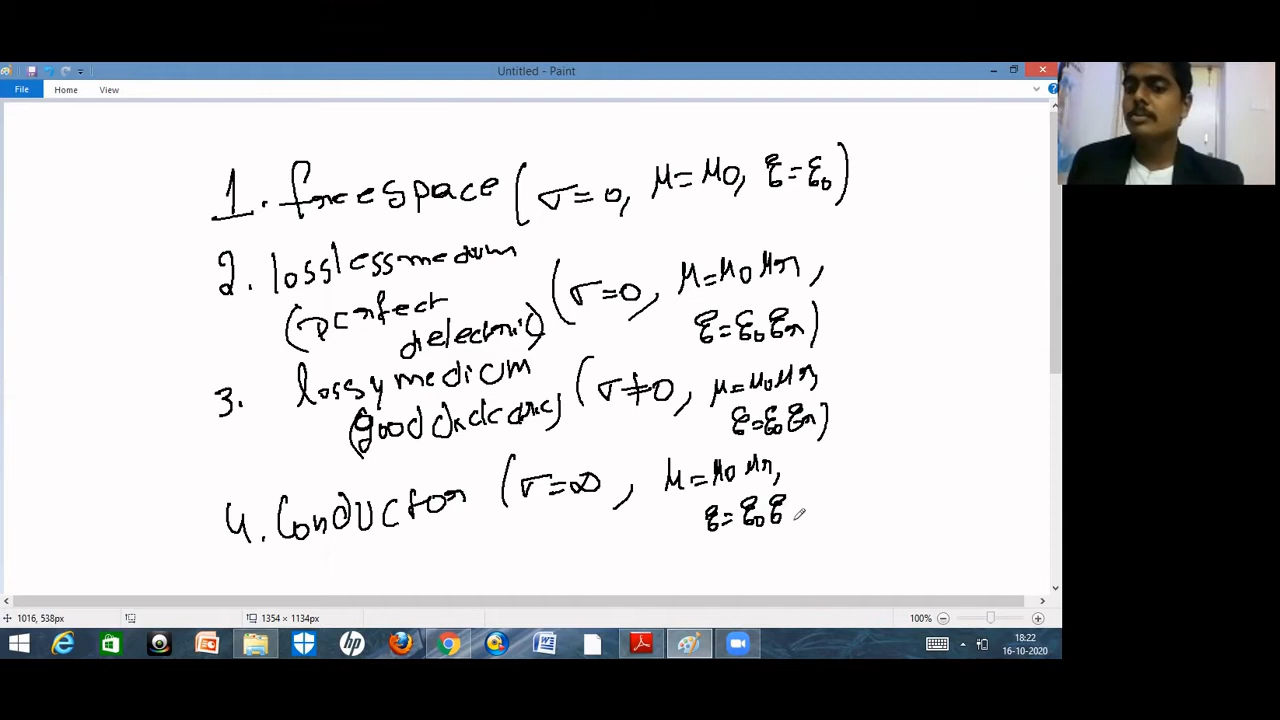 Untitled - Paint
File Home View
1. freespace (σ=0, μ=μ0, ε=ε0)
2. losslessmedium
(perfect
dielectric) (σ=0, μ=μ0μr,
ε=ε0εr)
3. lossy medium (σ≠0, μ=μ0μr,
(good dielectric) ε=ε0εr)
4. Conductor (σ=∞, μ=μ0μr,
ε=ε0ε
1016, 538px 1354 × 1134px 100%
18:22
16-10-2020